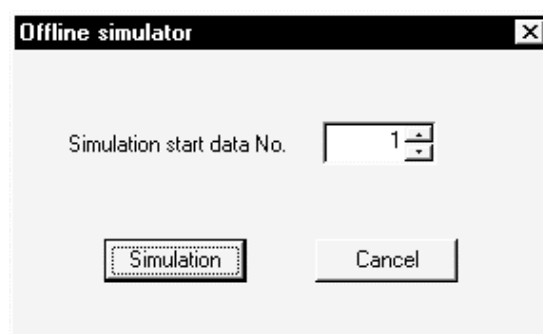 Offline simulator
Simulation start data No. 1
Simulation Cancel